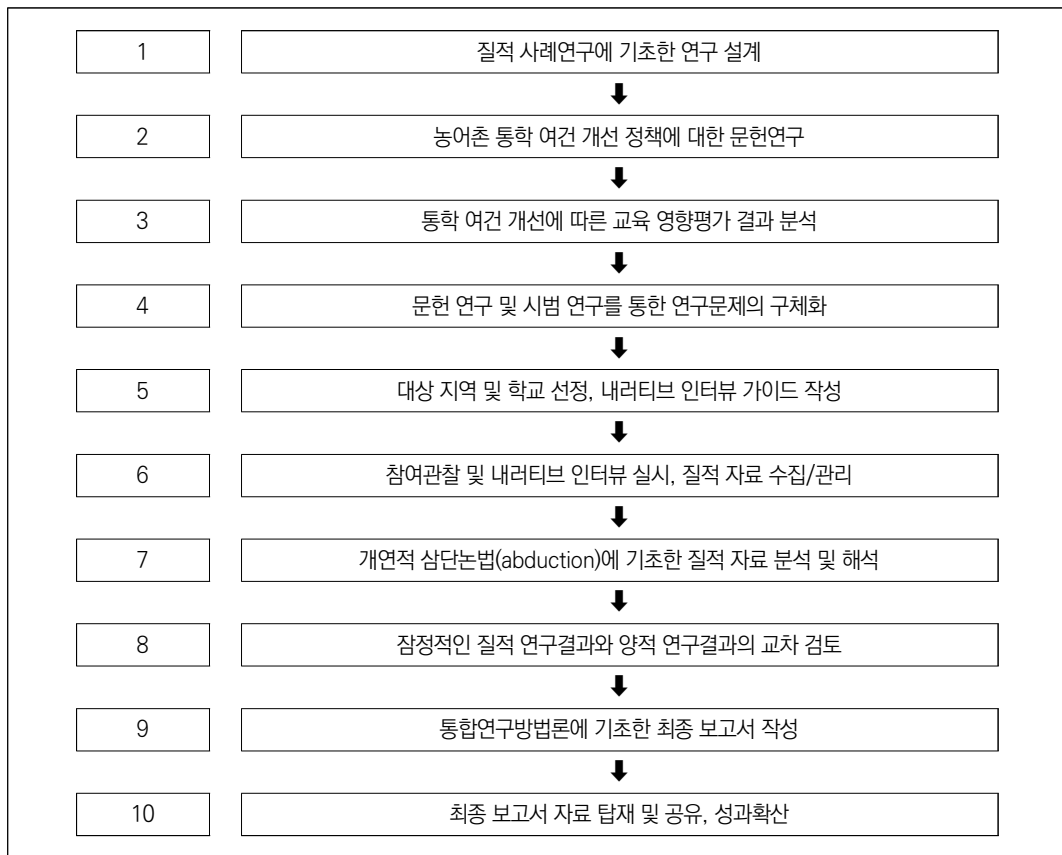 1 질적 사례연구에 기초한 연구 설계
2 농어촌 통학 여건 개선 정책에 대한 문헌연구
3 통학 여건 개선에 따른 교육 영향평가 결과 분석
4 문헌 연구 및 시범 연구를 통한 연구문제의 구체화
5 대상 지역 및 학교 선정, 내러티브 인터뷰 가이드 작성
6 참여관찰 및 내러티브 인터뷰 실시, 질적 자료 수집/관리
7 개연적 삼단논법(abduction)에 기초한 질적 자료 분석 및 해석
8 잠정적인 질적 연구결과와 양적 연구결과의 교차 검토
9 통합연구방법론에 기초한 최종 보고서 작성
10 최종 보고서 자료 탑재 및 공유, 성과확산